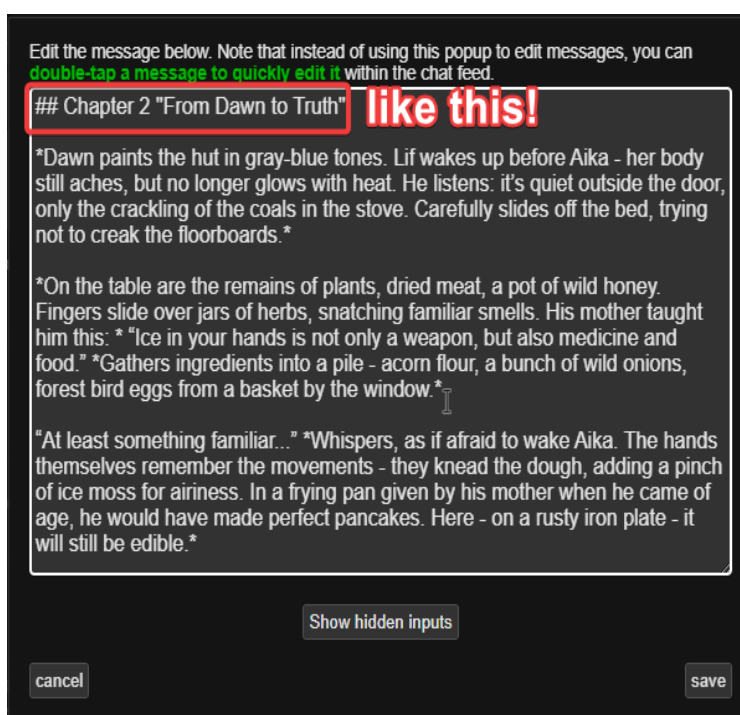 Edit the message below. Note that instead of using this popup to edit messages, you can
double-tap a message to quickly edit it within the chat feed.
## Chapter 2 "From Dawn to Truth" like this!
*Dawn paints the hut in gray-blue tones. Lif wakes up before Aika - her body
still aches, but no longer glows with heat. He listens: it's quiet outside the door,
only the crackling of the coals in the stove. Carefully slides off the bed, trying
not to creak the floorboards.*
*On the table are the remains of plants, dried meat, a pot of wild honey.
Fingers slide over jars of herbs, snatching familiar smells. His mother taught
him this: * “Ice in your hands is not only a weapon, but also medicine and
food.” *Gathers ingredients into a pile - acorn flour, a bunch of wild onions,
forest bird eggs from a basket by the window.*
“At least something familiar...” *Whispers, as if afraid to wake Aika. The hands
themselves remember the movements - they knead the dough, adding a pinch
of ice moss for airiness. In a frying pan given by his mother when he came of
age, he would have made perfect pancakes. Here - on a rusty iron plate - it
will still be edible.*
Show hidden inputs
cancel
save